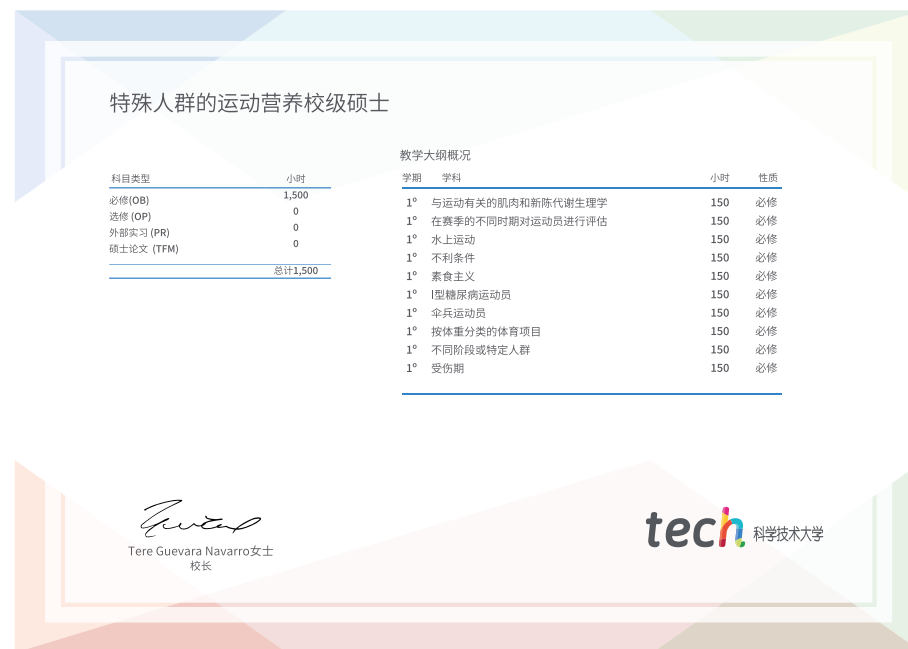 特殊人群的运动营养校级硕士
科目类型 小时
必修(OB) 1,500
选修 (OP) 0
外部实习 (PR) 0
硕士论文 (TFM) 0
总计1,500
教学大纲概况
学期 学科 小时 性质
1º 与运动有关的肌肉和新陈代谢生理学 150 必修
1º 在赛季的不同时期对运动员进行评估 150 必修
1º 水上运动 150 必修
1º 不利条件 150 必修
1º 素食主义 150 必修
1º I型糖尿病运动员 150 必修
1º 伞兵运动员 150 必修
1º 按体重分类的体育项目 150 必修
1º 不同阶段或特定人群 150 必修
1º 受伤期 150 必修
Tere Guevara Navarro女士
校长
tech 科学技术大学